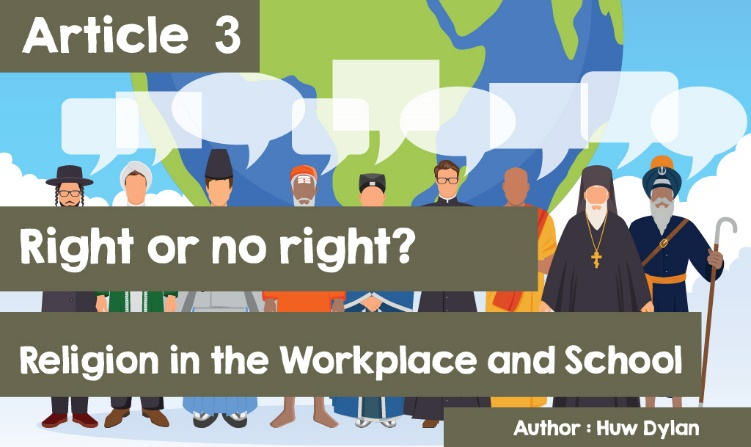 Article 3
Right or no right?
Religion in the Workplace and School
Author : Huw Dylan